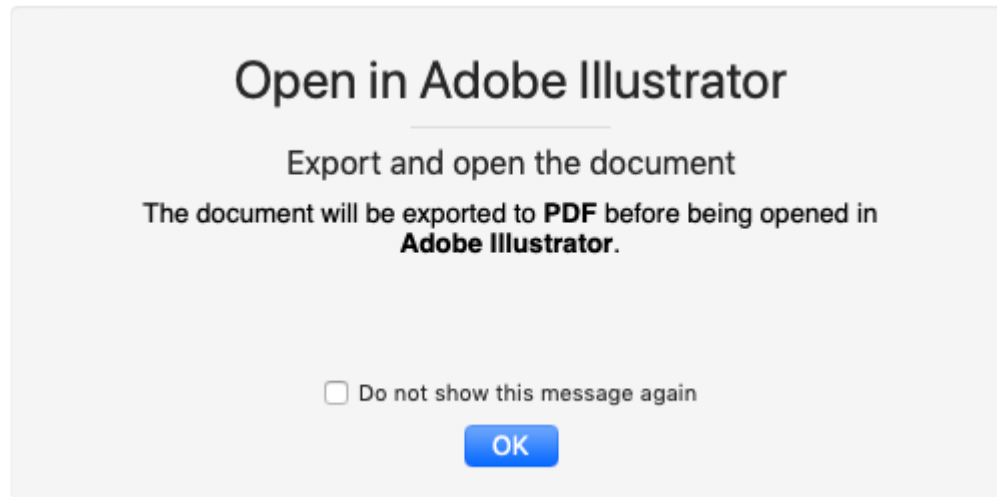 Open in Adobe Illustrator
Export and open the document
The document will be exported to PDF before being opened in
Adobe Illustrator.
Do not show this message again
OK